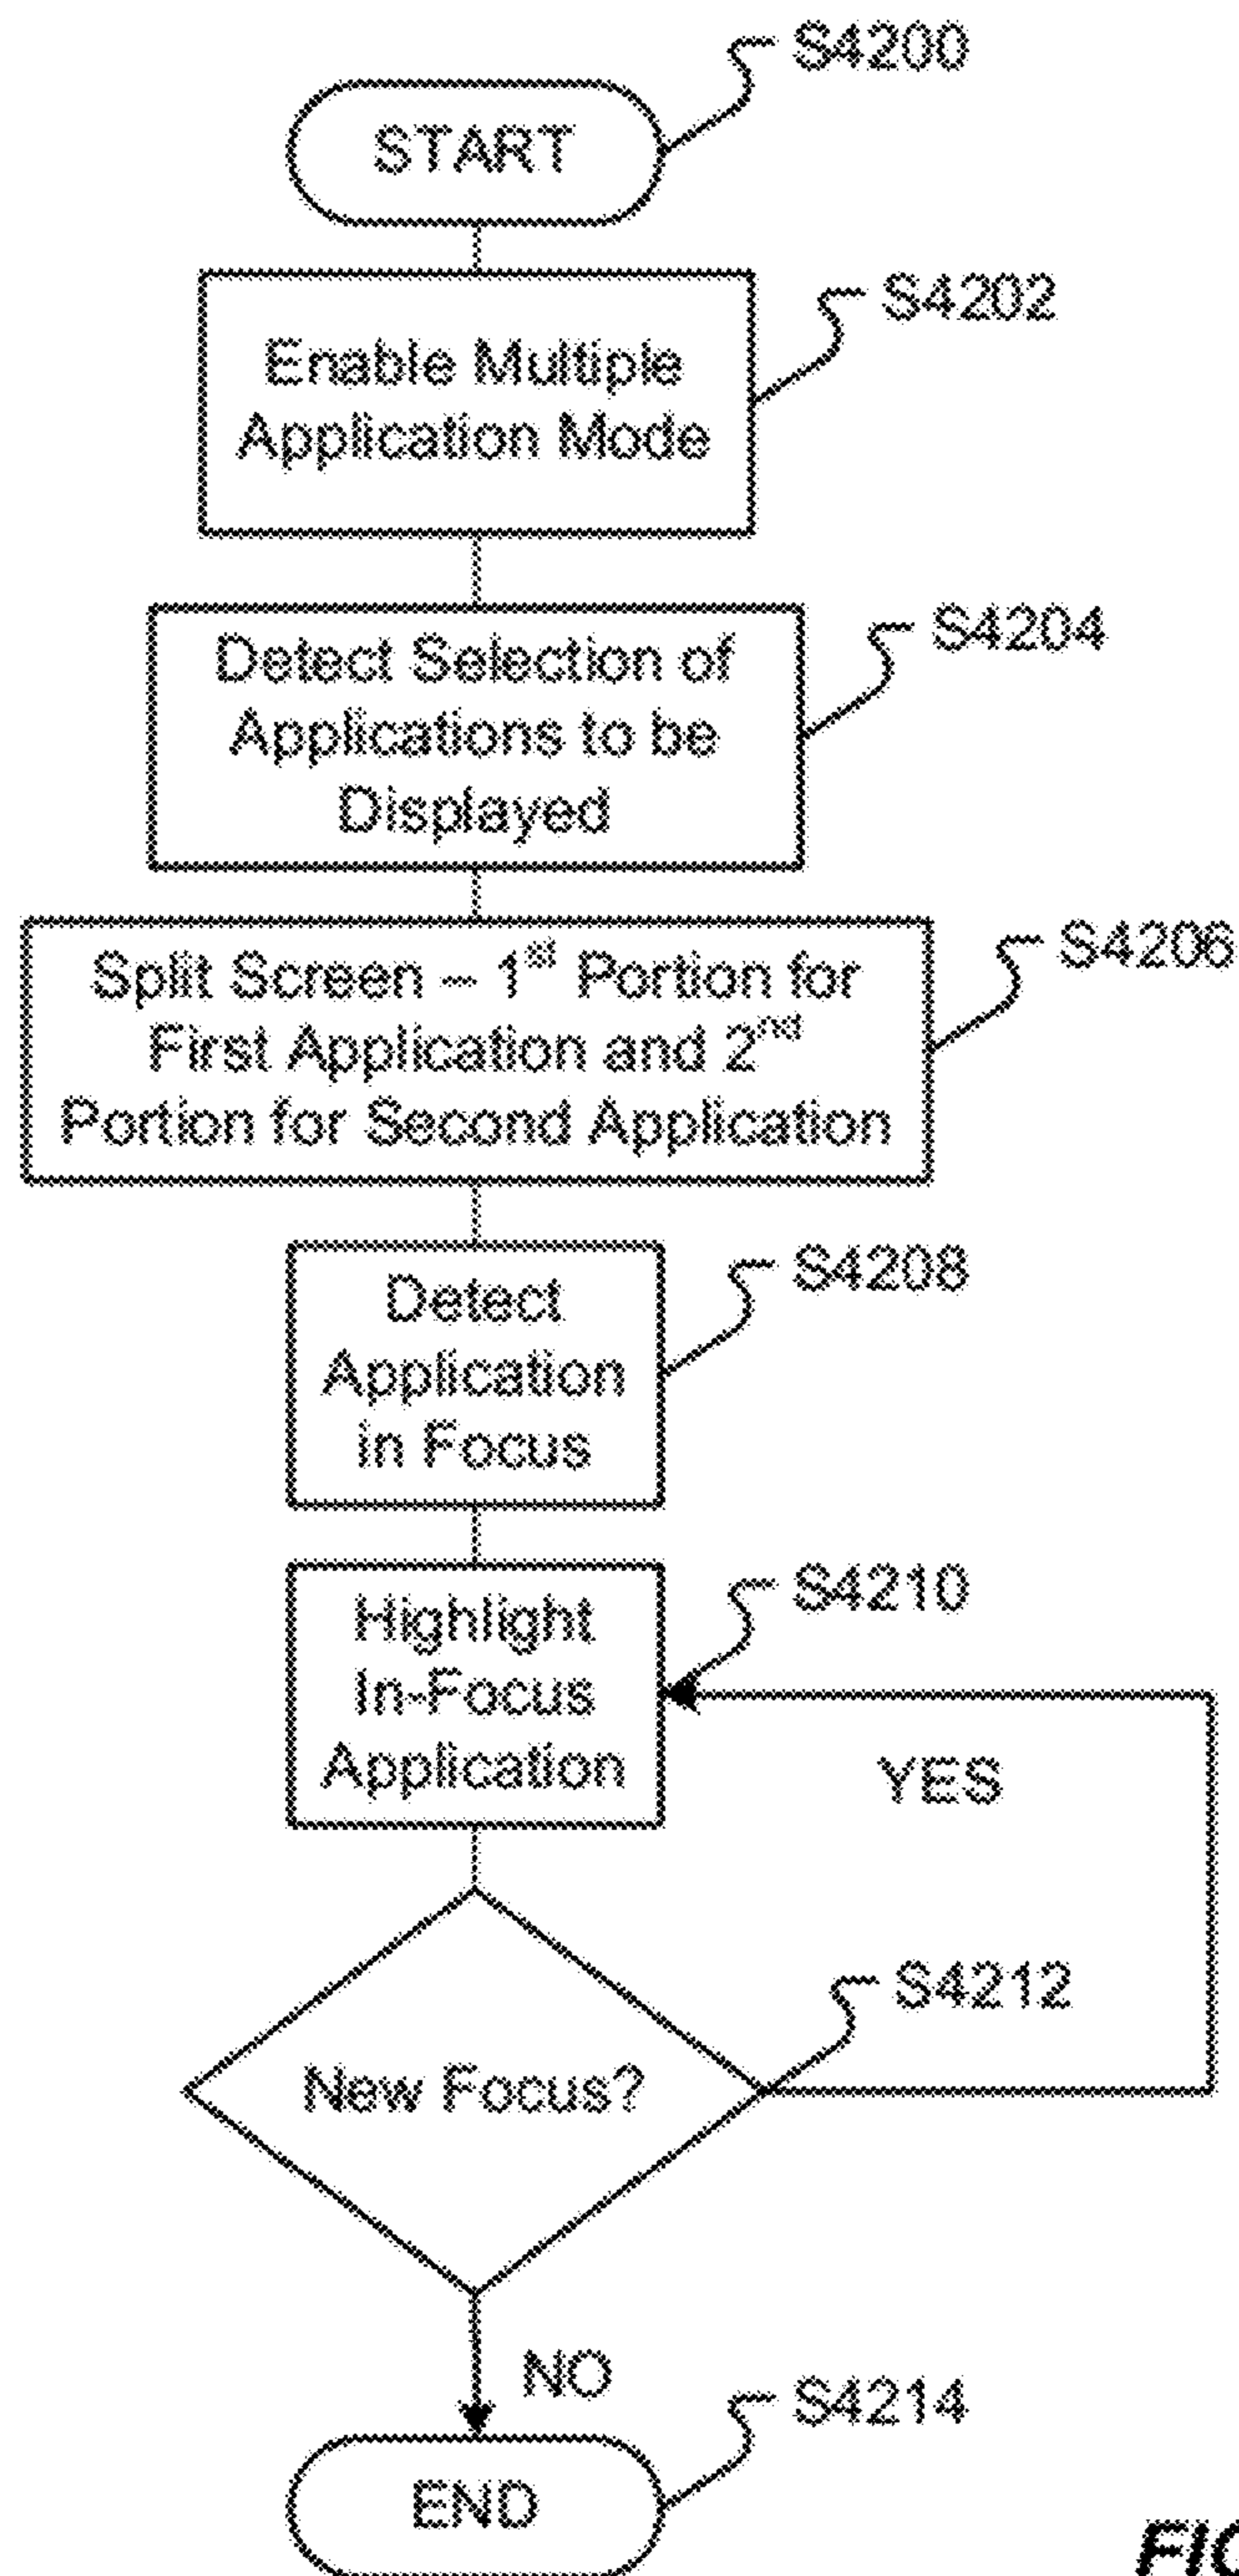 S4200
START
S4202
Enable Multiple
Application Mode
S4204
Detect Selection of
Applications to be
Displayed
S4206
Split Screen – 1st Portion for
First Application and 2nd
Portion for Second Application
S4208
Detect
Application
in Focus
S4210
Highlight
In-Focus
Application
YES
S4212
New Focus?
NO
S4214
END